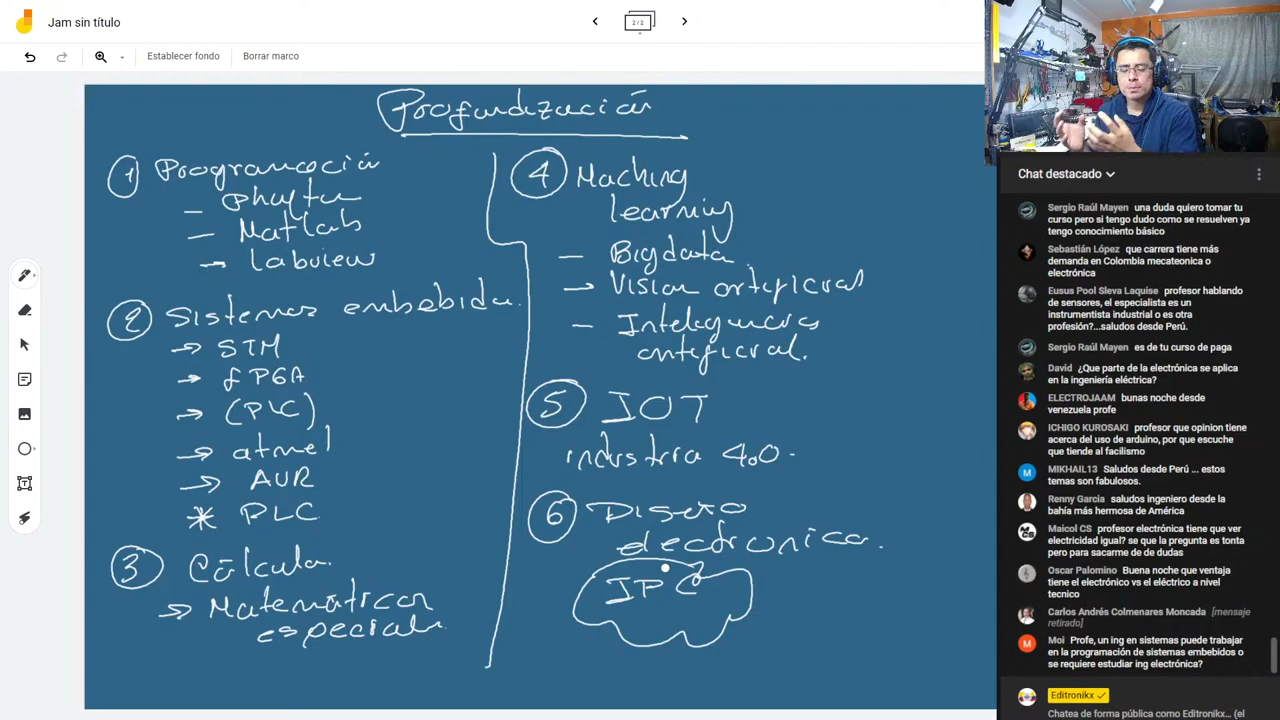 Jam sin título
2/2
Establecer fondo
Borrar marco
Profundización
1 Programación
- Phayton
- Matlab
→ labview
2 Sistemas embebidos.
→ STM
→ FPGA
→ (PLC)
→ atmel
→ AVR
* PLC
3 Cálculo.
→ Matemáticas
especiales.
4 Maching
learning
- Bigdata.
→ Vision artificial
- Inteligencia
artificial.
5 IOT
industria 4.0.
6 Diseño
electronico.
IPC
Chat destacado
Sergio Raúl Mayen una duda quiero tomar tu
curso pero si tengo dudo como se resuelven ya
tengo conocimiento básico
Sebastián López que carrera tiene más
demanda en Colombia mecateonica o
electrónica
Eusus Pool Sleva Laquise profesor hablando
de sensores, el especialista es un
instrumentista industrial o es otra
profesión?...saludos desde Perú.
Sergio Raúl Mayen es de tu curso de paga
David ¿Que parte de la electrónica se aplica
en la ingeniería eléctrica?
ELECTROJAAM bunas noche desde
venezuela profe
ICHIGO KUROSAKI profesor que opinion tiene
acerca del uso de arduino, por que escuche
que tiende al facilismo
MIKHAIL13 Saludos desde Perú ... estos
temas son fabulosos.
Renny Garcia saludos ingeniero desde la
bahía más hermosa de América
Maicol CS profesor electrónica tiene que ver
electricidad igual? se que la pregunta es tonta
pero para sacarme de de dudas
Oscar Palomino Buena noche que ventaja
tiene el electrónico vs el eléctrico a nivel
tecnico
Carlos Andrés Colmenares Moncada [mensaje
retirado]
Moi Profe, un ing en sistemas puede trabajar
en la programación de sistemas embebidos o
se requiere estudiar ing electrónica?
Editronikx
Chatea de forma pública como Editronikx... (el